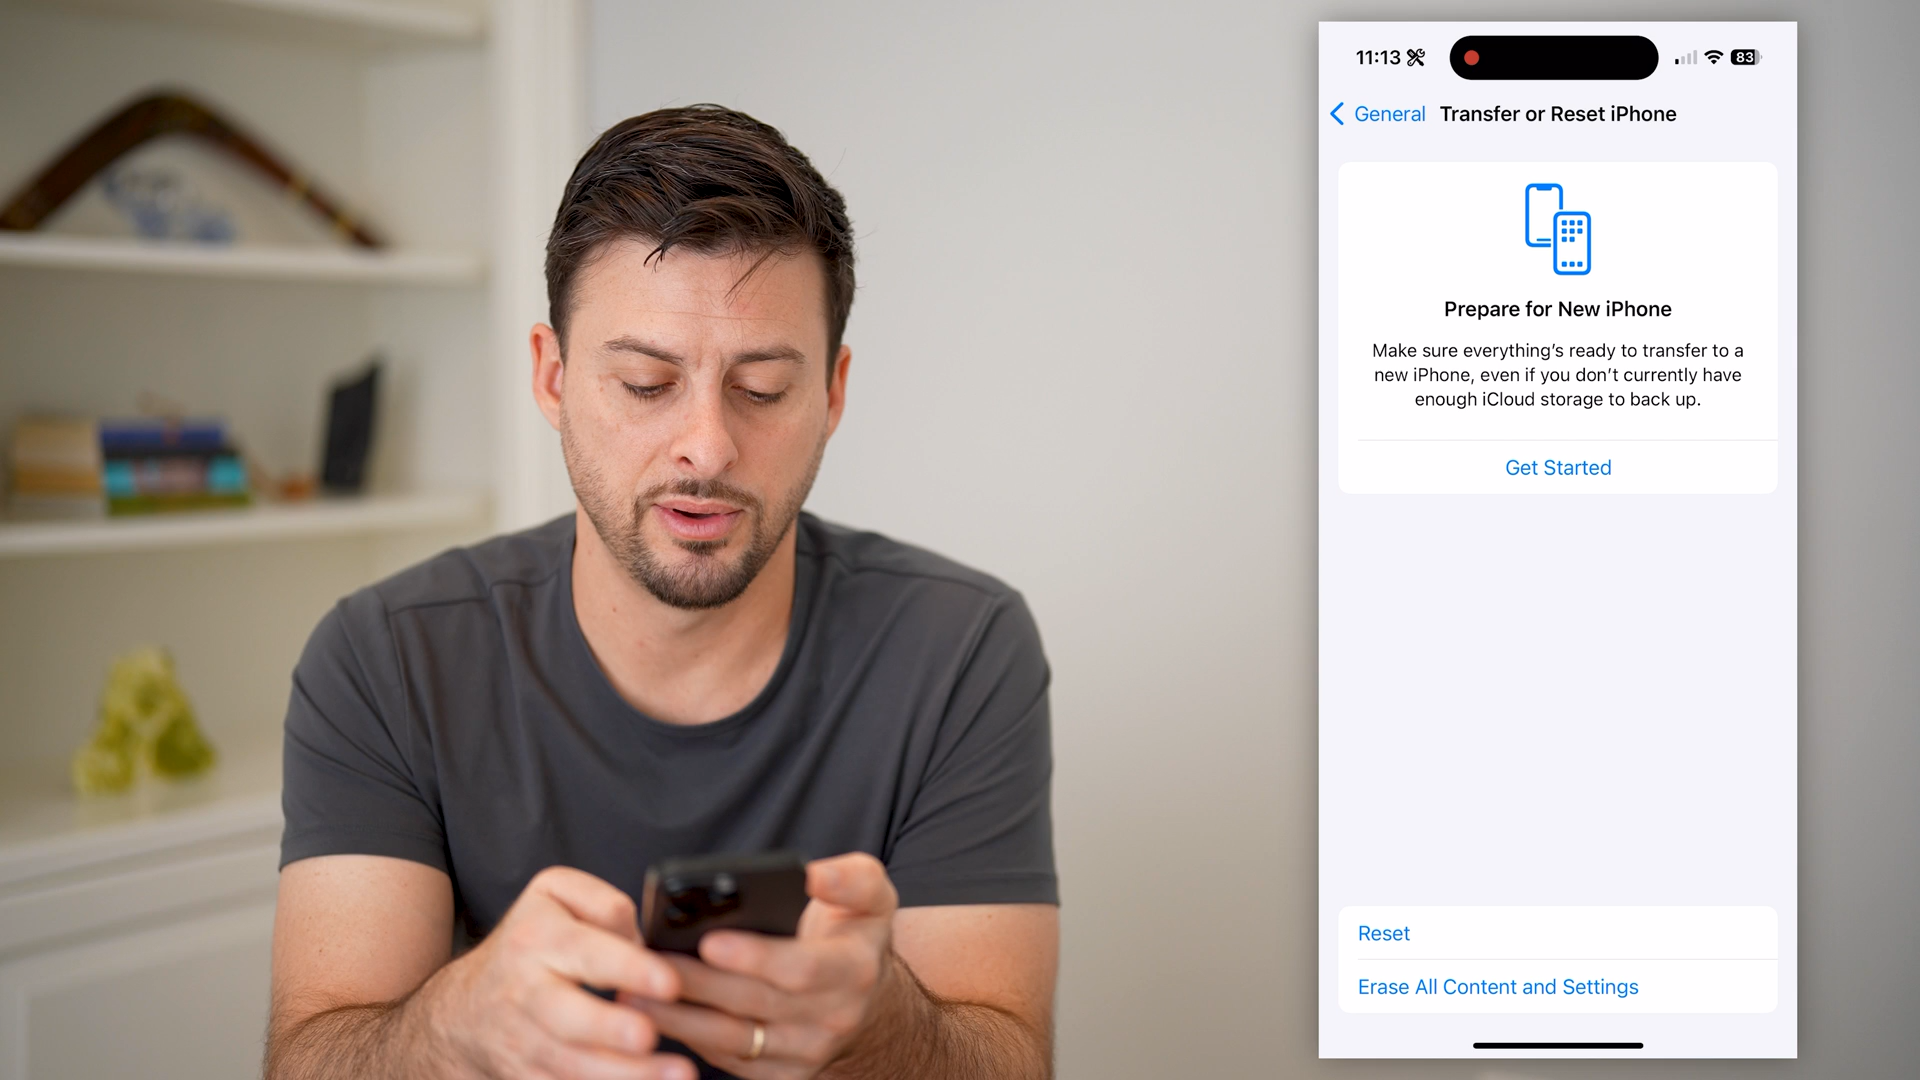 11:13
83
General Transfer or Reset iPhone
Prepare for New iPhone
Make sure everything's ready to transfer to a
new iPhone, even if you don't currently have
enough iCloud storage to back up.
Get Started
Reset
Erase All Content and Settings